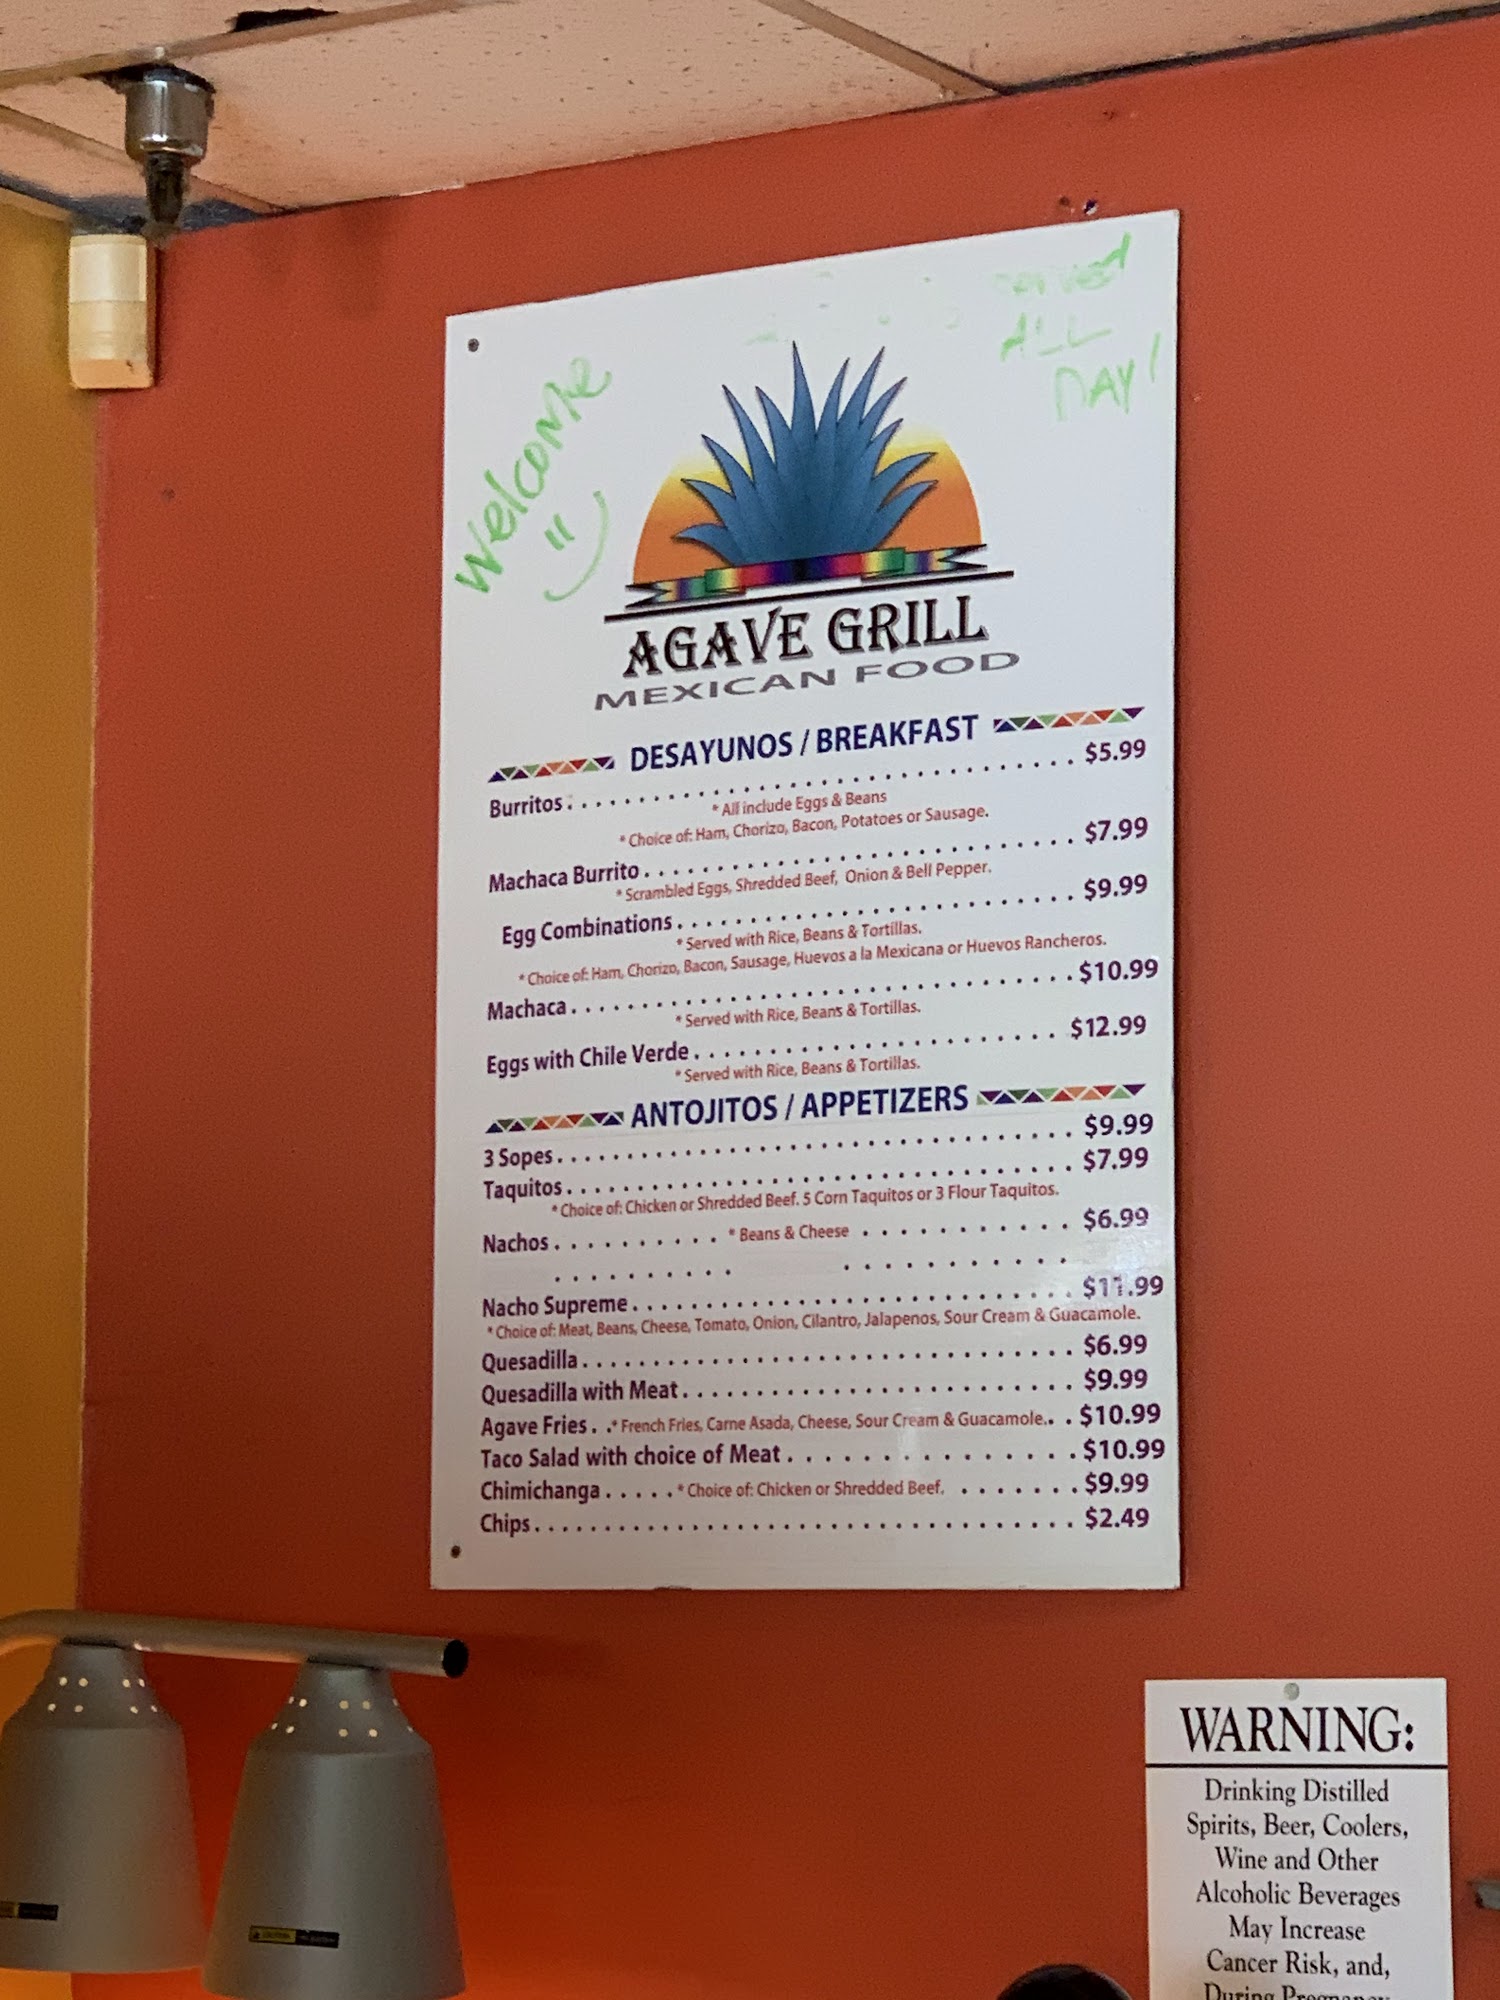 Welcome
SERVED
ALL
DAY!
AGAVE GRILL
MEXICAN FOOD
DESAYUNOS / BREAKFAST
Burritos . . . . . . . . . . . . . . . . . . . . . . . . . . . . . . . . . . . $5.99
* All include Eggs & Beans
* Choice of: Ham, Chorizo, Bacon, Potatoes or Sausage.
Machaca Burrito . . . . . . . . . . . . . . . . . . . . . . . . . . . . . . $7.99
* Scrambled Eggs, Shredded Beef, Onion & Bell Pepper.
Egg Combinations . . . . . . . . . . . . . . . . . . . . . . . . . . . . $9.99
* Served with Rice, Beans & Tortillas.
* Choice of: Ham, Chorizo, Bacon, Sausage, Huevos a la Mexicana or Huevos Rancheros.
Machaca . . . . . . . . . . . . . . . . . . . . . . . . . . . . . . . . . . . $10.99
* Served with Rice, Beans & Tortillas.
Eggs with Chile Verde . . . . . . . . . . . . . . . . . . . . . . . . . $12.99
* Served with Rice, Beans & Tortillas.
ANTOJITOS / APPETIZERS
3 Sopes . . . . . . . . . . . . . . . . . . . . . . . . . . . . . . . . . . . . $9.99
Taquitos . . . . . . . . . . . . . . . . . . . . . . . . . . . . . . . . . . . $7.99
* Choice of: Chicken or Shredded Beef. 5 Corn Taquitos or 3 Flour Taquitos.
Nachos . . . . . . . . . . * Beans & Cheese . . . . . . . . . . . . $6.99
. . . . . . . . . . . . . . . . . . . . . .
Nacho Supreme . . . . . . . . . . . . . . . . . . . . . . . . . . . . . . $11.99
* Choice of: Meat, Beans, Cheese, Tomato, Onion, Cilantro, Jalapenos, Sour Cream & Guacamole.
Quesadilla . . . . . . . . . . . . . . . . . . . . . . . . . . . . . . . . . . $6.99
Quesadilla with Meat . . . . . . . . . . . . . . . . . . . . . . . . . . . $9.99
Agave Fries . . * French Fries, Carne Asada, Cheese, Sour Cream & Guacamole. . . $10.99
Taco Salad with choice of Meat . . . . . . . . . . . . . . . $10.99
Chimichanga . . . . . * Choice of: Chicken or Shredded Beef. . . . . . . . $9.99
Chips . . . . . . . . . . . . . . . . . . . . . . . . . . . . . . . . . . . . . . $2.49
WARNING:
Drinking Distilled
Spirits, Beer, Coolers,
Wine and Other
Alcoholic Beverages
May Increase
Cancer Risk, and,
During Pregnancy,